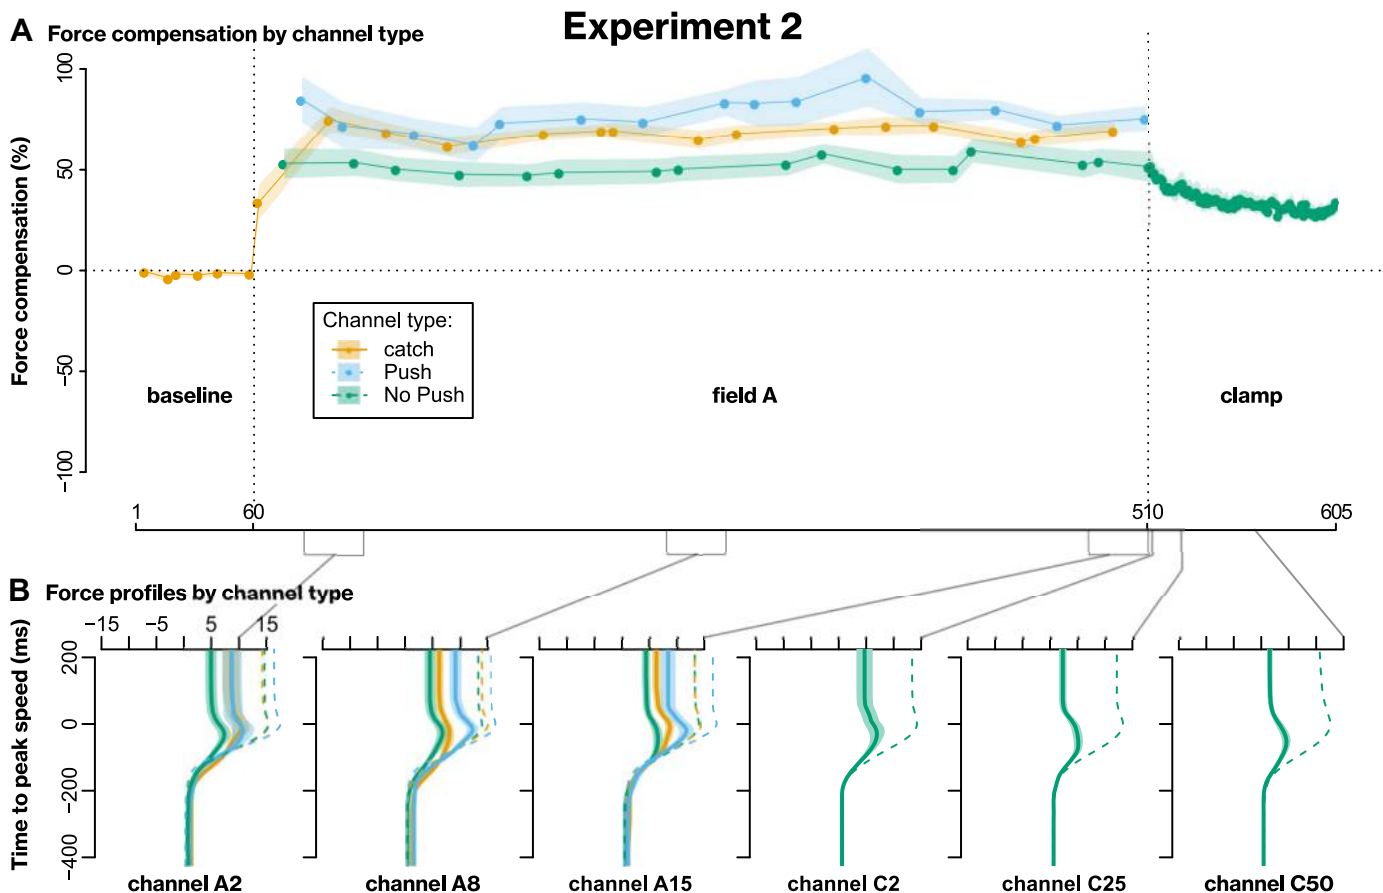 Experiment 2
A Force compensation by channel type
Force compensation (%)
100
50
0
−50
−100
Channel type:
catch
Push
No Push
baseline
field A
clamp
1
60
510
605
B Force profiles by channel type
−15
−5
5
15
Time to peak speed (ms)
200
0
−200
−400
channel A2
channel A8
channel A15
channel C2
channel C25
channel C50